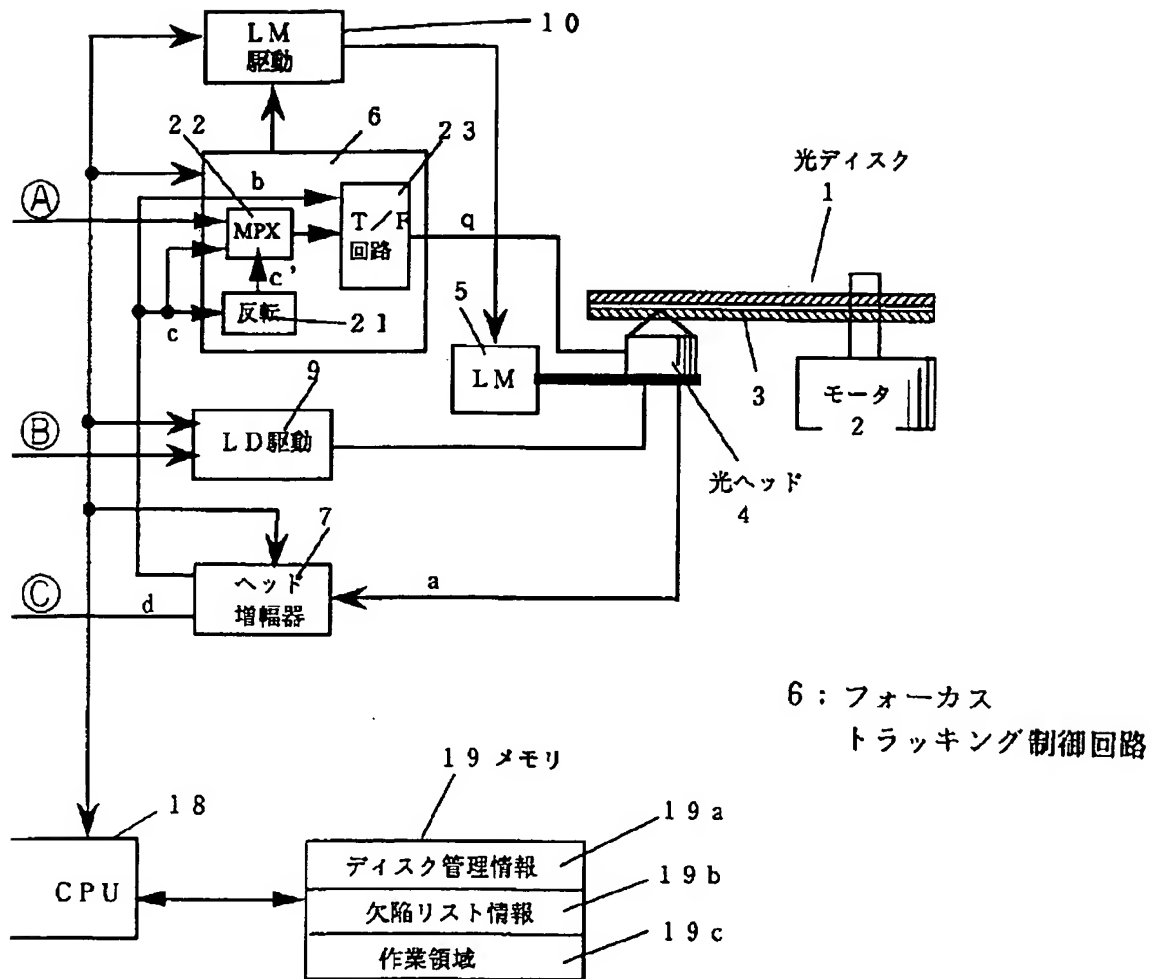 LM
駆動
10
22
6
23
b
MPX
T/F
回路
q
c'
反転
c
21
光ディスク
1
5
LM
3
モータ
2
光ヘッド
4
9
LD駆動
7
ヘッド
増幅器
a
d
Ⓐ
Ⓑ
Ⓒ
6:フォーカス
トラッキング制御回路
18
CPU
19 メモリ
ディスク管理情報
19a
欠陥リスト情報
19b
作業領域
19c